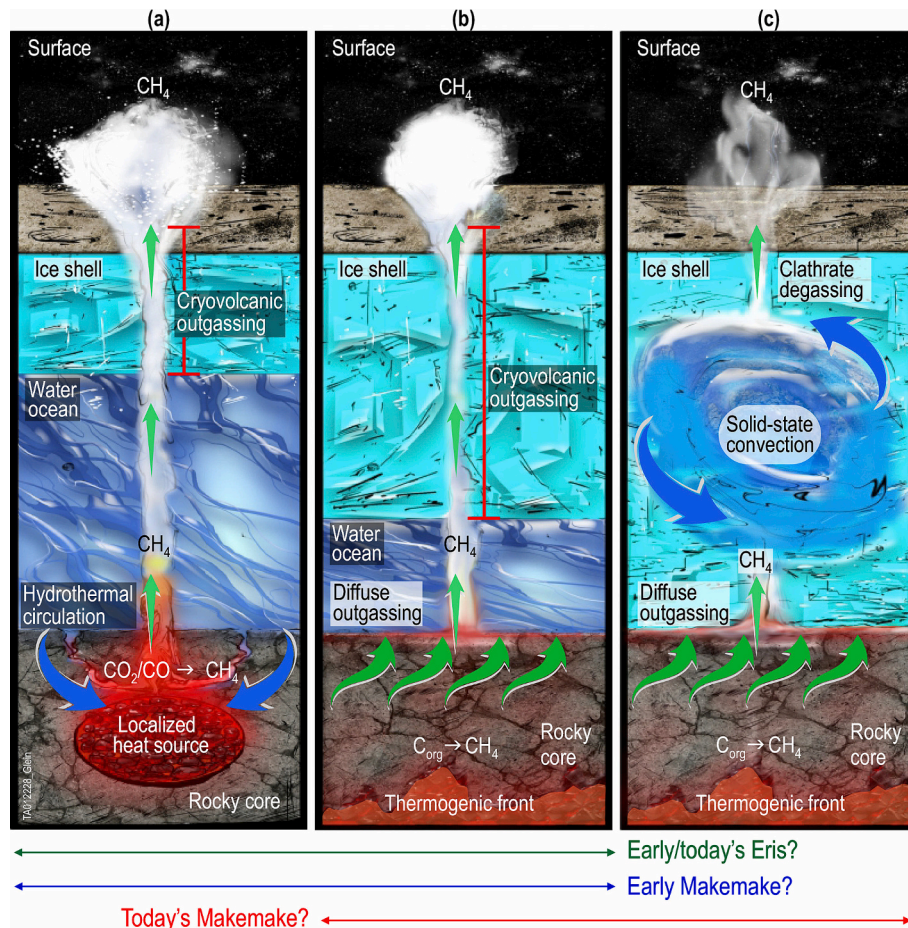 (a)
Surface
CH4
Ice shell
Cryovolcanic
outgassing
Water
ocean
CH4
Hydrothermal
circulation
CO2/CO → CH4
Localized
heat source
Rocky core
TA012228_Glein
(b)
Surface
CH4
Ice shell
Cryovolcanic
outgassing
Water
ocean
CH4
Diffuse
outgassing
Corg → CH4
Rocky
core
Thermogenic front
(c)
Surface
CH4
Ice shell
Clathrate
degassing
Solid-state
convection
CH4
Diffuse
outgassing
Corg → CH4
Rocky
core
Thermogenic front
Early/today's Eris?
Early Makemake?
Today's Makemake?